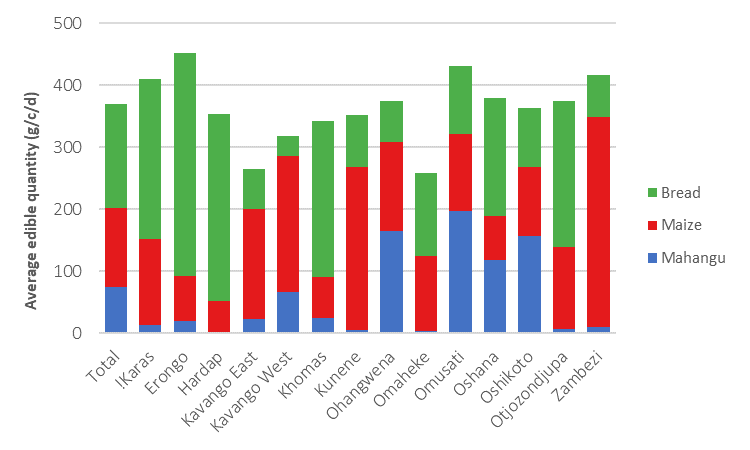 500
400
300
200
100
0
Average edible quantity (g/c/d)
Total
!Karas
Erongo
Hardap
Kavango East
Kavango West
Khomas
Kunene
Ohangwena
Omaheke
Omusati
Oshana
Oshikoto
Otjozondjupa
Zambezi
Bread
Maize
Mahangu